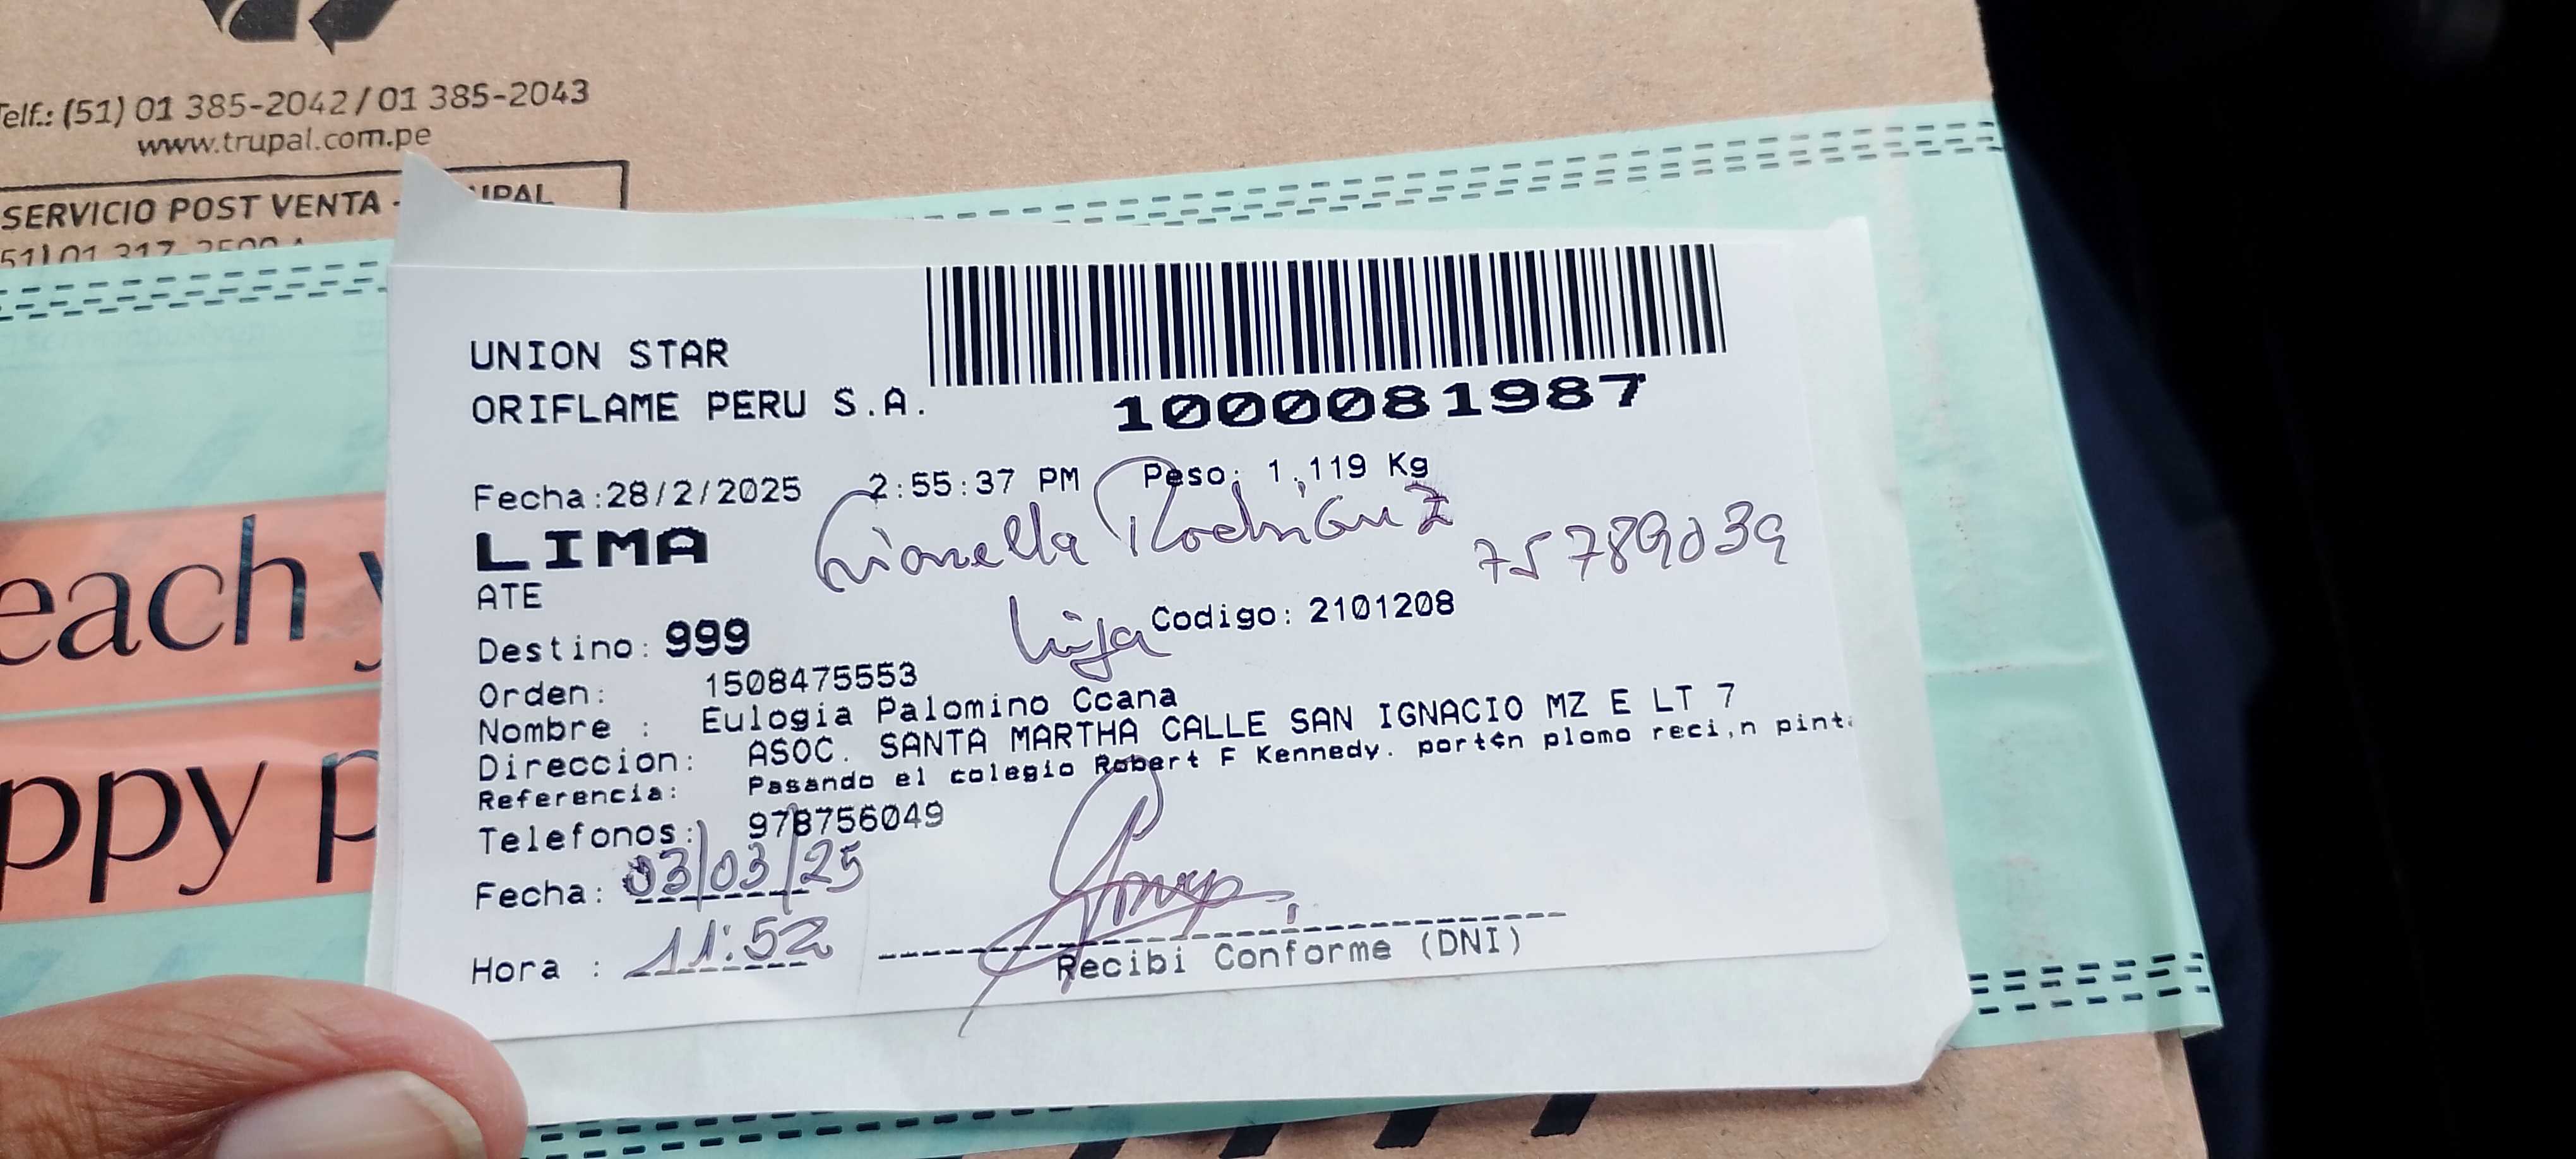 Telf.: (51) 01 385-2042 / 01 385-2043
www.trupal.com.pe
SERVICIO POST VENTA -
UNION STAR
ORIFLAME PERU S.A.
1000081987
Fecha:28/2/2025 2:55:37 PM Peso: 1,119 Kg
LIMA
Gionella Rodriguez 75789039
ATE
hija
Codigo: 2101208
Destino: 999
Orden: 1508475553
Nombre : Eulogia Palomino Ccana
Direccion: ASOC. SANTA MARTHA CALLE SAN IGNACIO MZ E LT 7
Referencia: Pasando el colegio Robert F Kennedy. port¢n plomo reci‚n pint
Telefonos: 978756049
Fecha: 03/03/25
Hora : 11:52
Recibi Conforme (DNI)
each y
ppy p